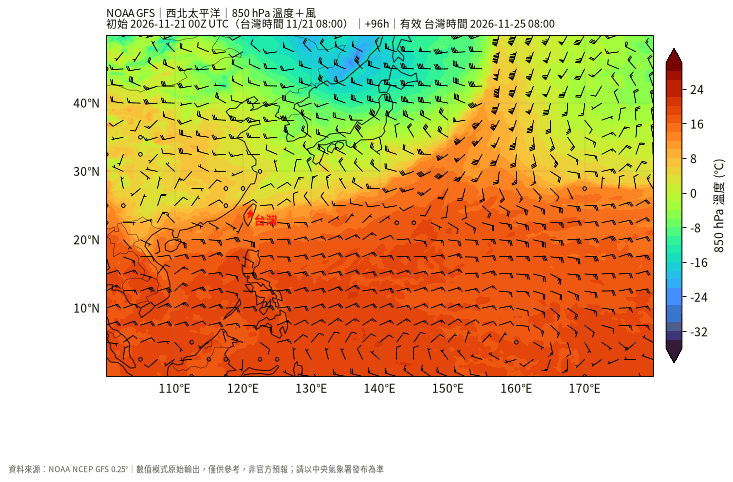 NOAA GFS｜西北太平洋｜850 hPa 溫度＋風
初始 2026-11-21 00Z UTC（台灣時間 11/21 08:00）｜+96h｜有效 台灣時間 2026-11-25 08:00
40°N
30°N
20°N
10°N
110°E
120°E
130°E
140°E
150°E
160°E
170°E
台灣
24
16
8
0
-8
-16
-24
-32
850 hPa 溫度 (°C)
資料來源：NOAA NCEP GFS 0.25°｜數值模式原始輸出，僅供參考，非官方預報；請以中央氣象署發布為準